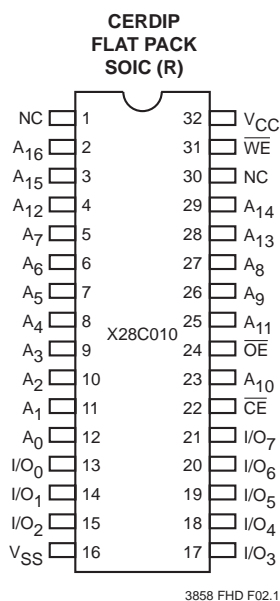 CERDIP
FLAT PACK
SOIC (R)
NC 1 32 VCC
A16 2 31 WE
A15 3 30 NC
A12 4 29 A14
A7 5 28 A13
A6 6 27 A8
A5 7 26 A9
A4 8 25 A11
X28C010
A3 9 24 OE
A2 10 23 A10
A1 11 22 CE
A0 12 21 I/O7
I/O0 13 20 I/O6
I/O1 14 19 I/O5
I/O2 15 18 I/O4
VSS 16 17 I/O3
3858 FHD F02.1